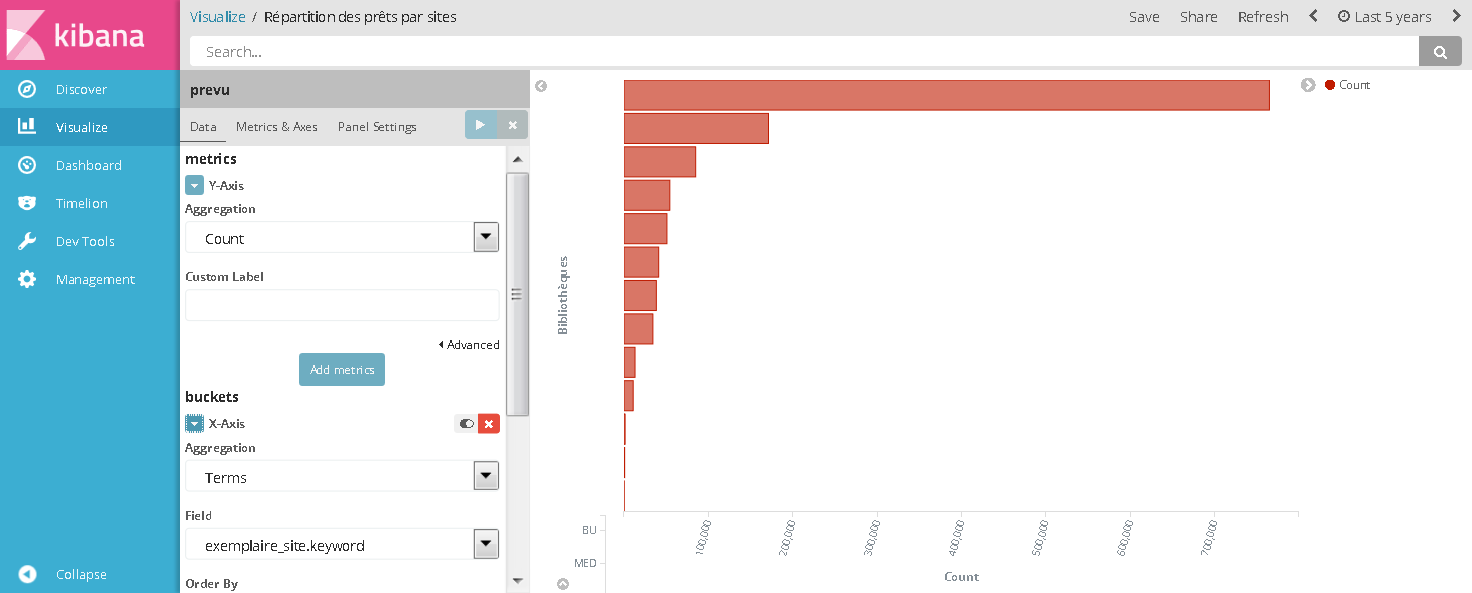 kibana
Visualize / Répartition des prêts par sites
Save Share Refresh Last 5 years
Search...
Discover
Visualize
Dashboard
Timelion
Dev Tools
Management
Collapse
prevu
Data Metrics & Axes Panel Settings
metrics
Y-Axis
Aggregation
Count
Custom Label
Advanced
Add metrics
buckets
X-Axis
Aggregation
Terms
Field
exemplaire_site.keyword
Order By
Bibliothèques
BU
MED
100,000 200,000 300,000 400,000 500,000 600,000 700,000
Count
Count